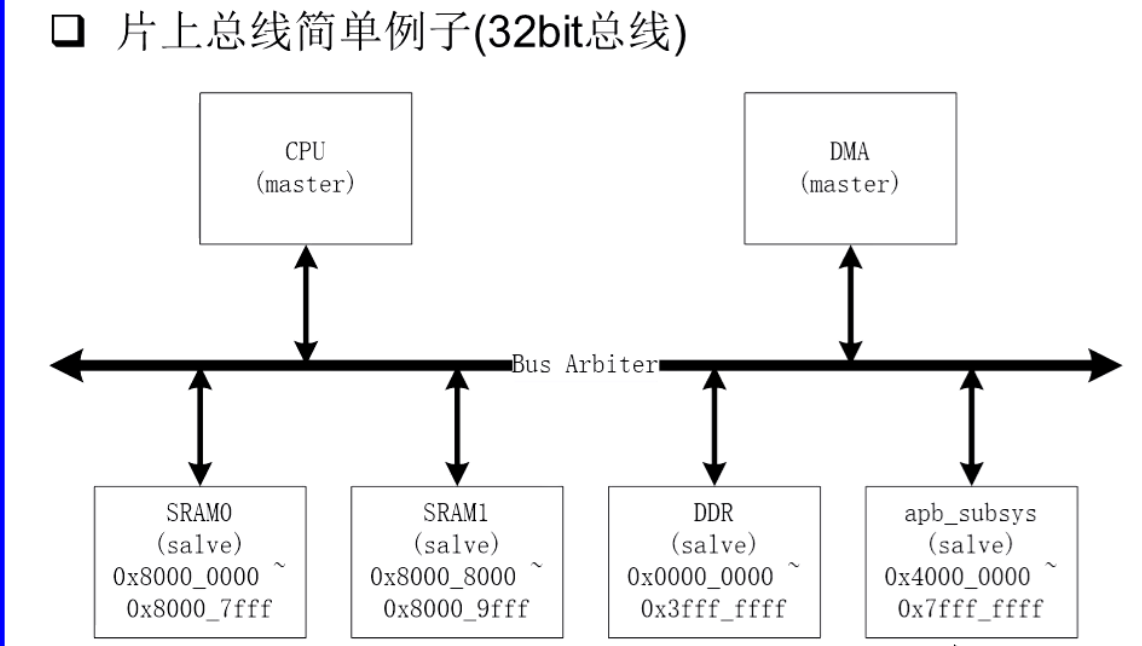 片上总线简单例子(32bit总线)
CPU
(master)
DMA
(master)
Bus Arbiter
SRAM0
(salve)
0x8000_0000 ~
0x8000_7fff
SRAM1
(salve)
0x8000_8000 ~
0x8000_9fff
DDR
(salve)
0x0000_0000 ~
0x3fff_ffff
apb_subsys
(salve)
0x4000_0000 ~
0x7fff_ffff